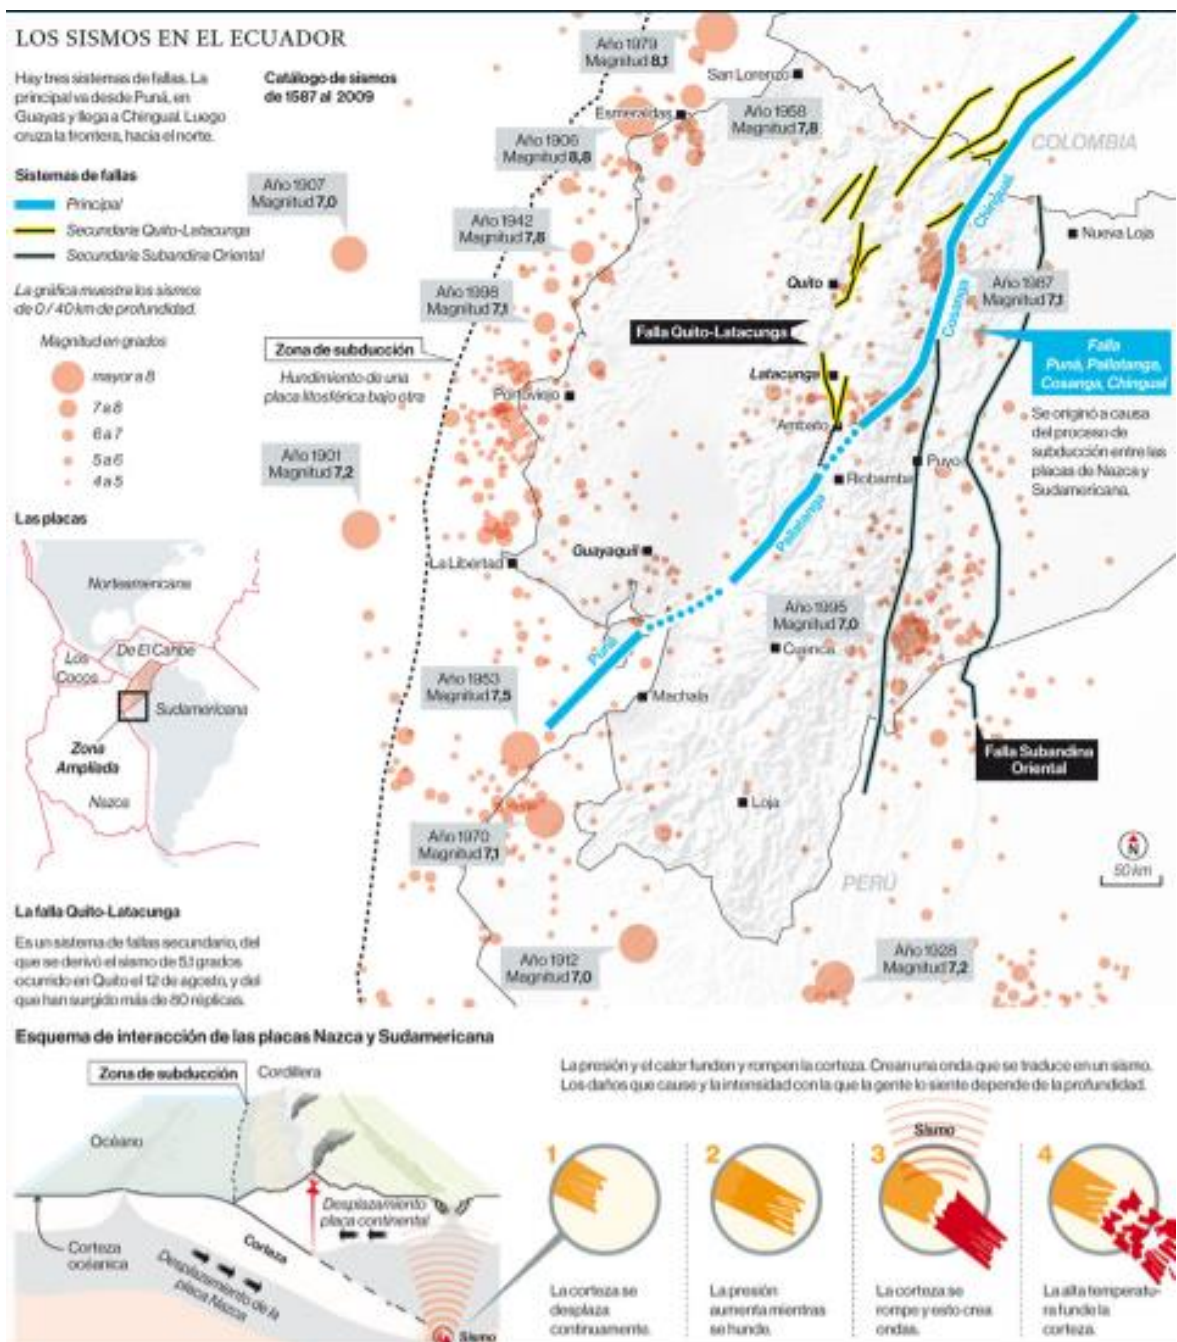 LOS SISMOS EN EL ECUADOR
Hay tres sistemas de fallas. La
principal va desde Puná, en
Guayas y llega a Chingual. Luego
cruza la frontera, hacia el norte.
Catálogo de sismos
de 1587 al 2009
Sistemas de fallas
Principal
Secundaria Quito-Latacunga
Secundaria Subandina Oriental
La gráfica muestra los sismos
de 0 / 40 km de profundidad.
Magnitud en grados
mayor a 8
7 a 8
6 a 7
5 a 6
4 a 5
Año 1979
Magnitud 8,1
San Lorenzo
Esmeraldas
Año 1958
Magnitud 7,8
Año 1906
Magnitud 8,8
COLOMBIA
Año 1907
Magnitud 7,0
Año 1942
Magnitud 7,8
Chingual
Nueva Loja
Año 1998
Magnitud 7,1
Quito
Cosanga
Año 1987
Magnitud 7,1
Falla Quito-Latacunga
Zona de subducción
Hundimiento de una
placa litosférica bajo otra
Falla
Puná, Pallatanga,
Cosanga, Chingual
Se originó a causa
del proceso de
subducción entre las
placas de Nazca y
Sudamericana.
Latacunga
Portoviejo
Ambato
Puyo
Riobamba
Año 1901
Magnitud 7,2
Pallatanga
Guayaquil
La Libertad
Año 1995
Magnitud 7,0
Cuenca
Puná
Año 1953
Magnitud 7,5
Machala
Falla Subandina
Oriental
Loja
Año 1970
Magnitud 7,1
PERÚ
N
50 km
Año 1912
Magnitud 7,0
Año 1928
Magnitud 7,2
Las placas
Norteamericana
De El Caribe
Los
Cocos
Sudamericana
Zona
Ampliada
Nazca
La falla Quito-Latacunga
Es un sistema de fallas secundario, del
que se derivó el sismo de 5,1 grados
ocurrido en Quito el 12 de agosto, y del
que han surgido más de 80 réplicas.
Esquema de interacción de las placas Nazca y Sudamericana
Zona de subducción
Cordillera
Océano
Desplazamiento
placa continental
Corteza
Corteza
océanica
Desplazamiento de la
placa Nazca
Sismo
La presión y el calor funden y rompen la corteza. Crean una onda que se traduce en un sismo.
Los daños que cause y la intensidad con la que la gente lo siente depende de la profundidad.
1
La corteza se
desplaza
continuamente.
2
La presión
aumenta mientras
se hunde.
3
Sismo
La corteza se
rompe y esto crea
ondas.
4
La alta temperatu-
ra funde la
corteza.